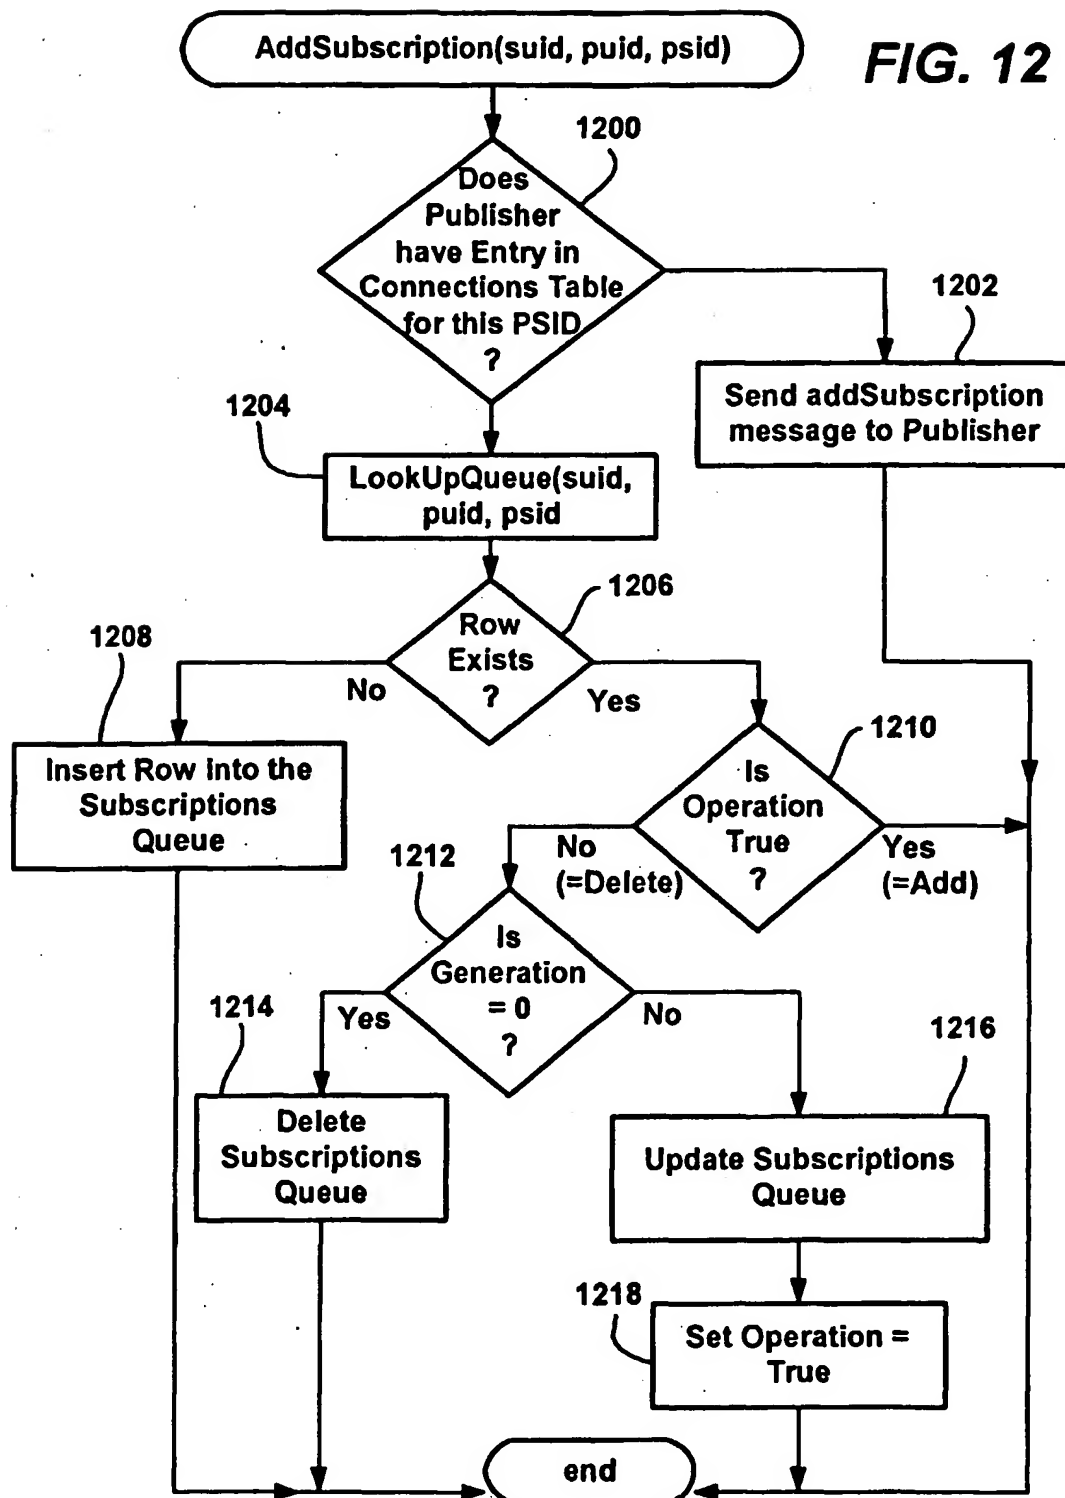 AddSubscription(suid, puid, psid)
FIG. 12
1200
Does
Publisher
have Entry in
Connections Table
for this PSID
?
1202
Send addSubscription
message to Publisher
1204
LookUpQueue(suid,
puid, psid
1206
Row
Exists
?
No
Yes
1208
Insert Row into the
Subscriptions
Queue
1210
Is
Operation
True
?
No
(=Delete)
Yes
(=Add)
1212
Is
Generation
= 0
?
Yes
No
1214
Delete
Subscriptions
Queue
1216
Update Subscriptions
Queue
1218
Set Operation =
True
end